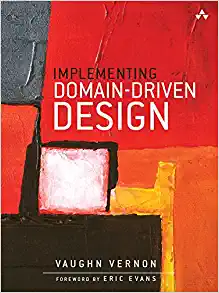 IMPLEMENTING
DOMAIN-DRIVEN
DESIGN
VAUGHN VERNON
FOREWORD BY ERIC EVANS